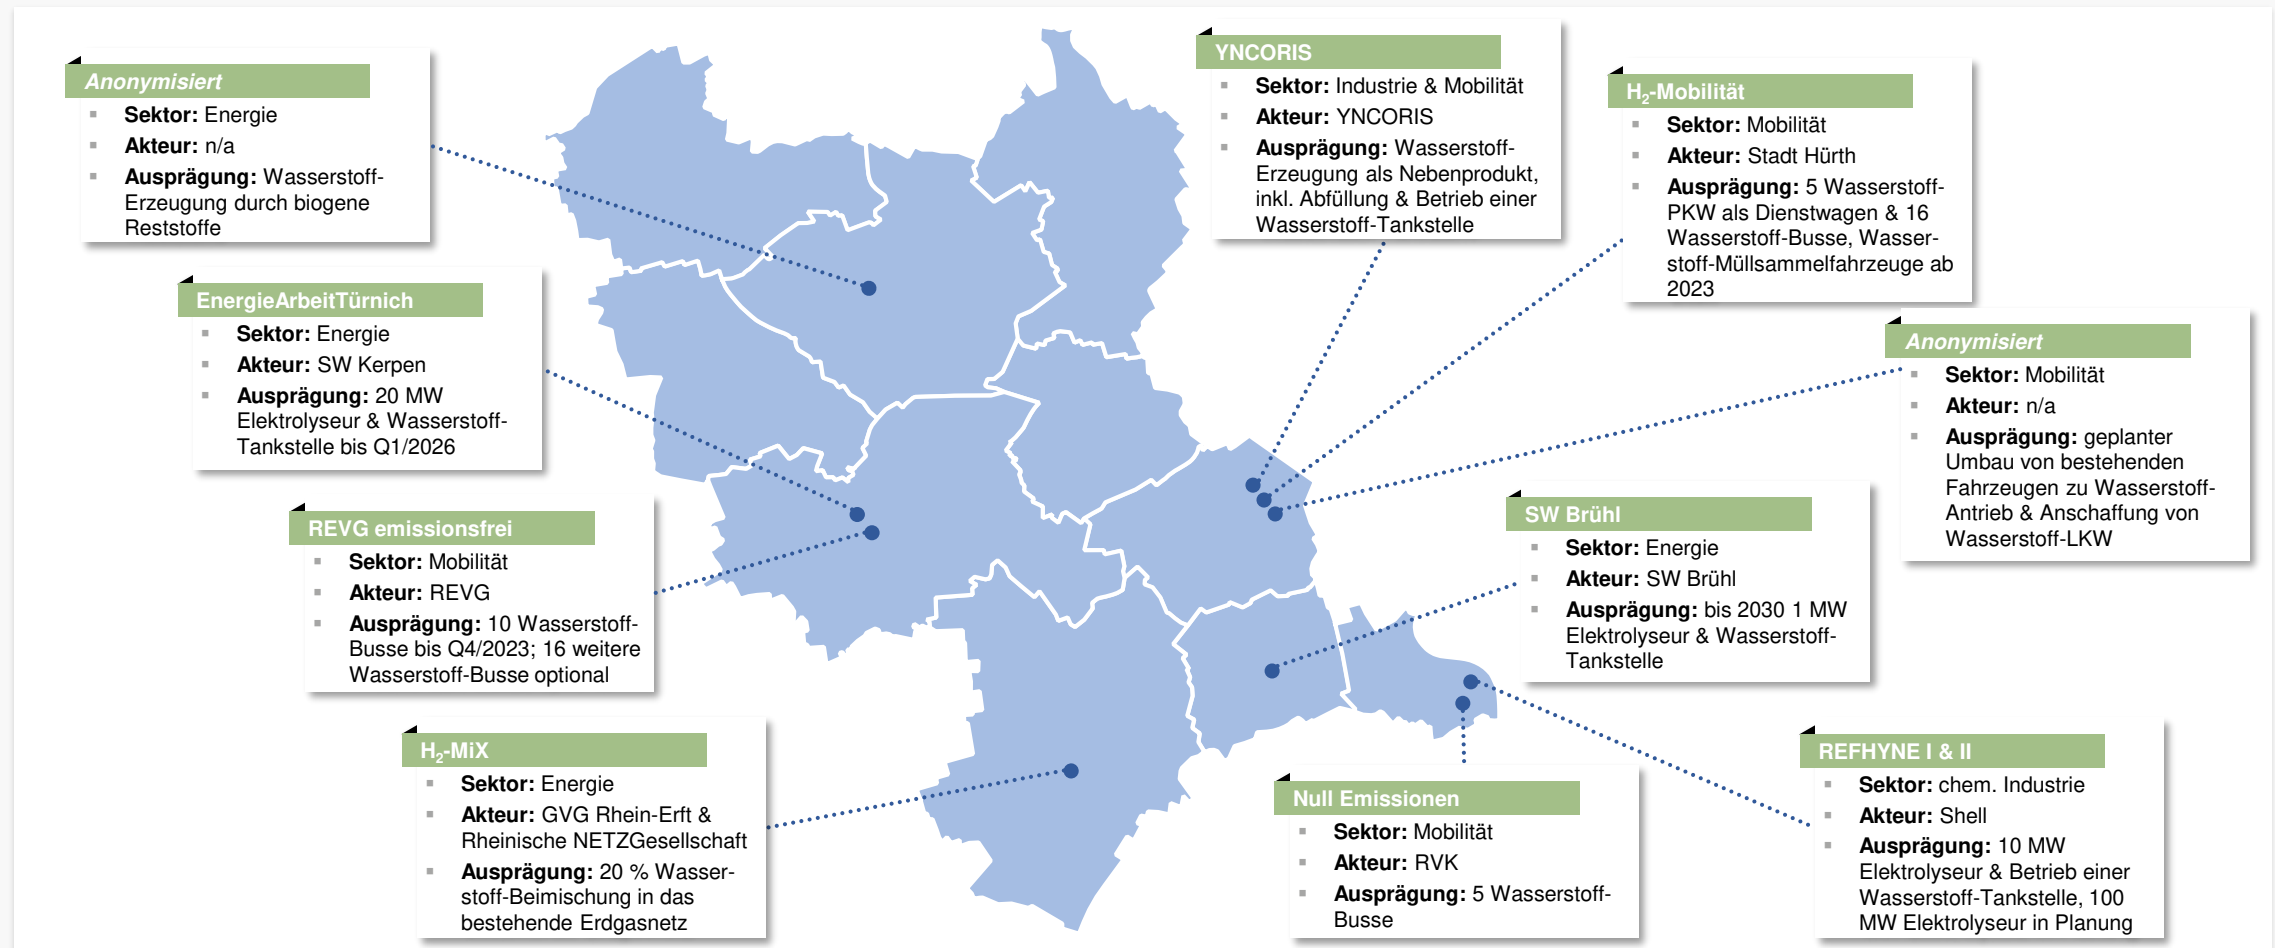 Anonymisiert
Sektor: Energie
Akteur: n/a
Ausprägung: Wasserstoff-
Erzeugung durch biogene
Reststoffe
EnergieArbeitTürnich
Sektor: Energie
Akteur: SW Kerpen
Ausprägung: 20 MW
Elektrolyseur & Wasserstoff-
Tankstelle bis Q1/2026
REVG emissionsfrei
Sektor: Mobilität
Akteur: REVG
Ausprägung: 10 Wasserstoff-
Busse bis Q4/2023; 16 weitere
Wasserstoff-Busse optional
H₂-MiX
Sektor: Energie
Akteur: GVG Rhein-Erft &
Rheinische NETZGesellschaft
Ausprägung: 20 % Wasser-
stoff-Beimischung in das
bestehende Erdgasnetz
YNCORIS
Sektor: Industrie & Mobilität
Akteur: YNCORIS
Ausprägung: Wasserstoff-
Erzeugung als Nebenprodukt,
inkl. Abfüllung & Betrieb einer
Wasserstoff-Tankstelle
H₂-Mobilität
Sektor: Mobilität
Akteur: Stadt Hürth
Ausprägung: 5 Wasserstoff-
PKW als Dienstwagen & 16
Wasserstoff-Busse, Wasser-
stoff-Müllsammelfahrzeuge ab
2023
Anonymisiert
Sektor: Mobilität
Akteur: n/a
Ausprägung: geplanter
Umbau von bestehenden
Fahrzeugen zu Wasserstoff-
Antrieb & Anschaffung von
Wasserstoff-LKW
SW Brühl
Sektor: Energie
Akteur: SW Brühl
Ausprägung: bis 2030 1 MW
Elektrolyseur & Wasserstoff-
Tankstelle
Null Emissionen
Sektor: Mobilität
Akteur: RVK
Ausprägung: 5 Wasserstoff-
Busse
REFHYNE I & II
Sektor: chem. Industrie
Akteur: Shell
Ausprägung: 10 MW
Elektrolyseur & Betrieb einer
Wasserstoff-Tankstelle, 100
MW Elektrolyseur in Planung